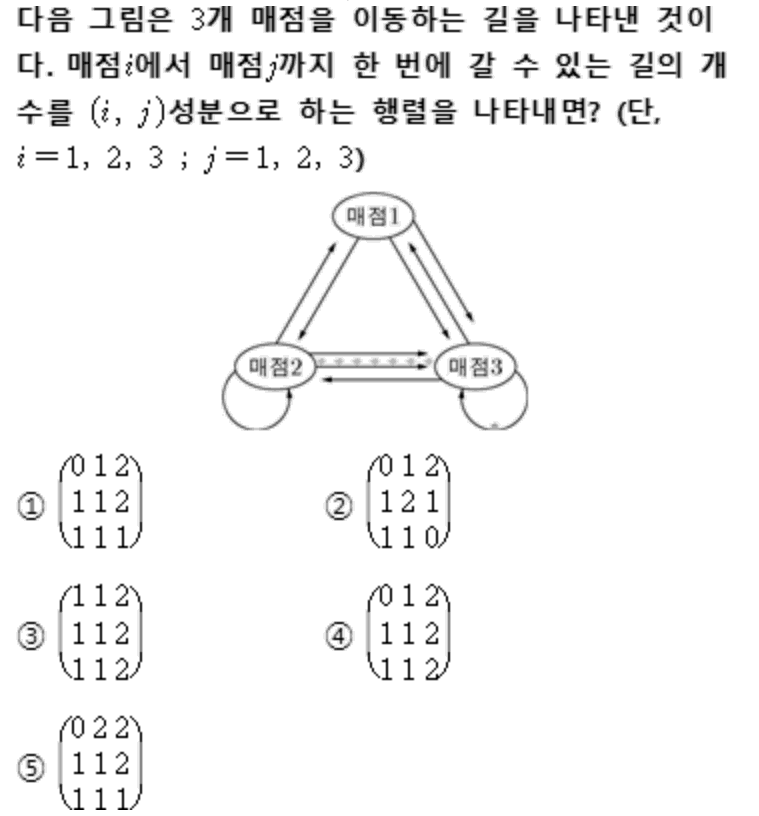 다음 그림은 3개 매점을 이동하는 길을 나타낸 것이
다. 매점i에서 매점j까지 한 번에 갈 수 있는 길의 개
수를 (i, j)성분으로 하는 행렬을 나타내면? (단,
i=1, 2, 3 ; j=1, 2, 3)
매점1
매점2 매점3
① (0 1 2
1 1 2
1 1 1)
② (0 1 2
1 2 1
1 1 0)
③ (1 1 2
1 1 2
1 1 2)
④ (0 1 2
1 1 2
1 1 2)
⑤ (0 2 2
1 1 2
1 1 1)